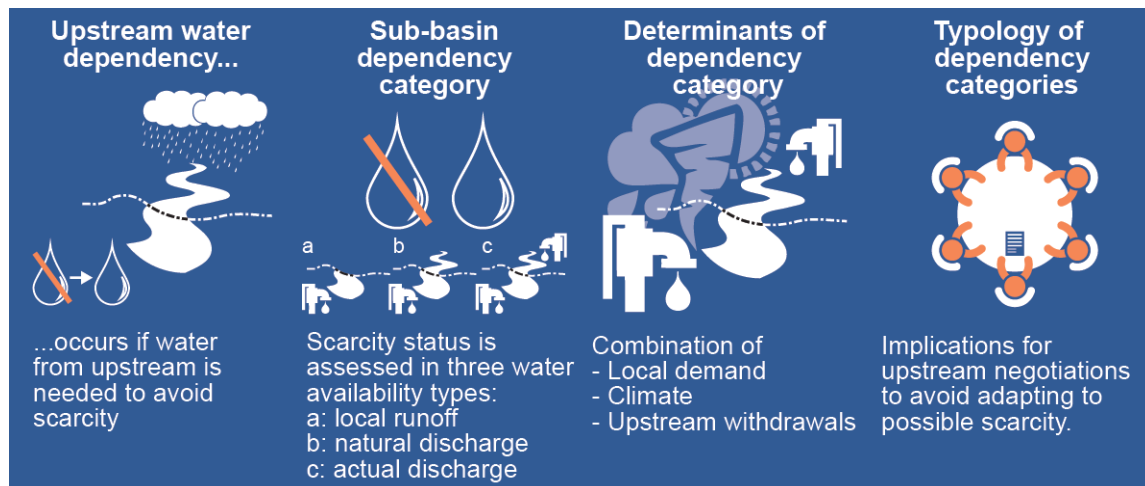 Upstream water
dependency...
...occurs if water
from upstream is
needed to avoid
scarcity
Sub-basin
dependency
category
a
b
c
Scarcity status is
assessed in three water
availability types:
a: local runoff
b: natural discharge
c: actual discharge
Determinants of
dependency
category
Combination of
- Local demand
- Climate
- Upstream withdrawals
Typology of
dependency
categories
Implications for
upstream negotiations
to avoid adapting to
possible scarcity.